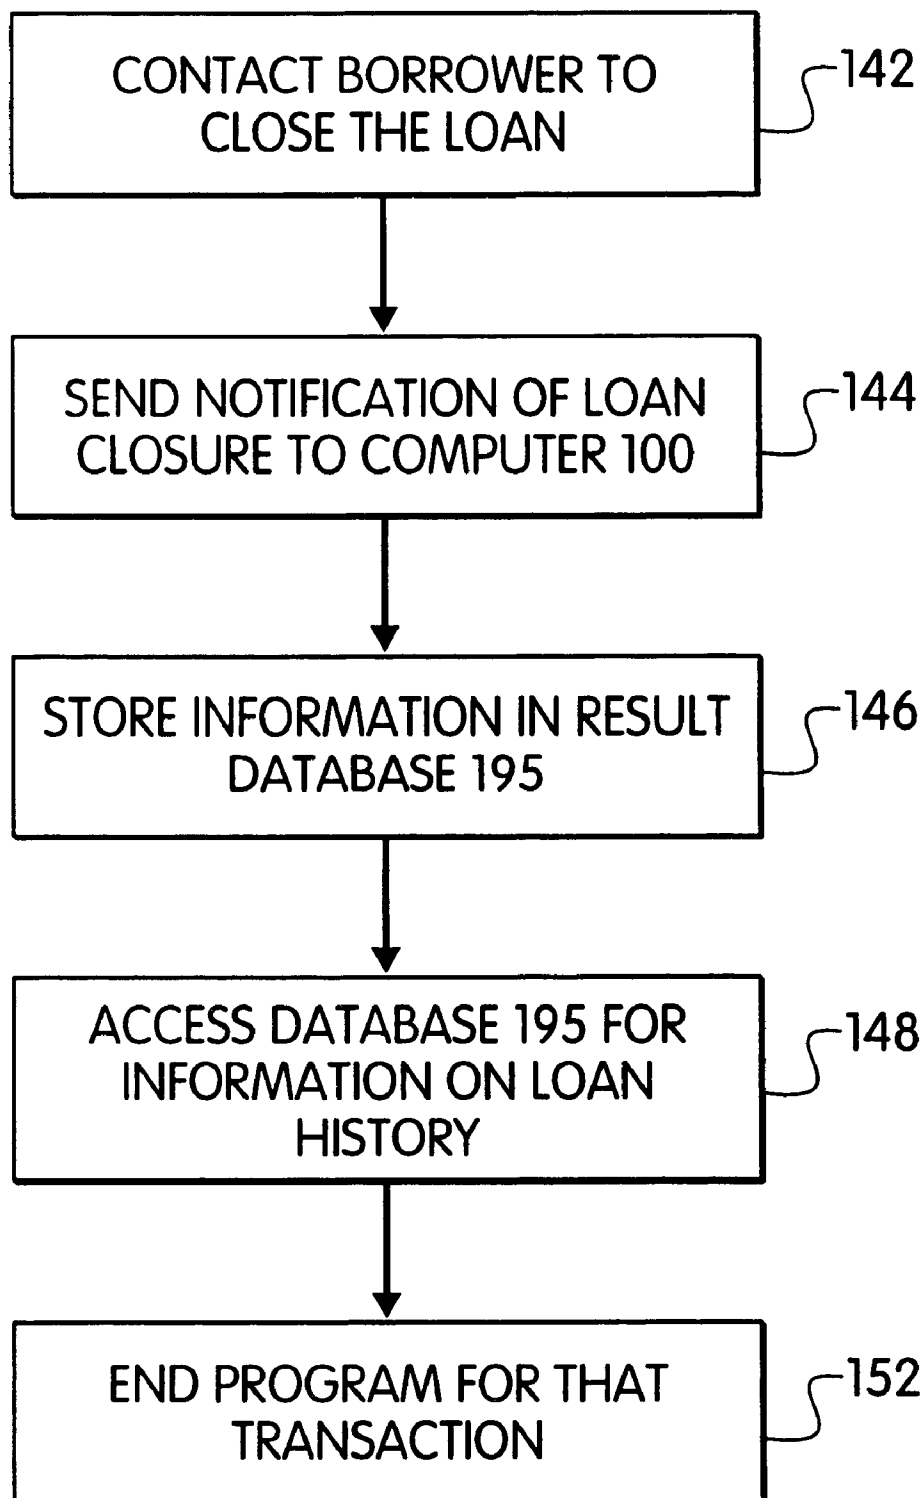 CONTACT BORROWER TO
CLOSE THE LOAN
142
SEND NOTIFICATION OF LOAN
CLOSURE TO COMPUTER 100
144
STORE INFORMATION IN RESULT
DATABASE 195
146
ACCESS DATABASE 195 FOR
INFORMATION ON LOAN
HISTORY
148
END PROGRAM FOR THAT
TRANSACTION
152